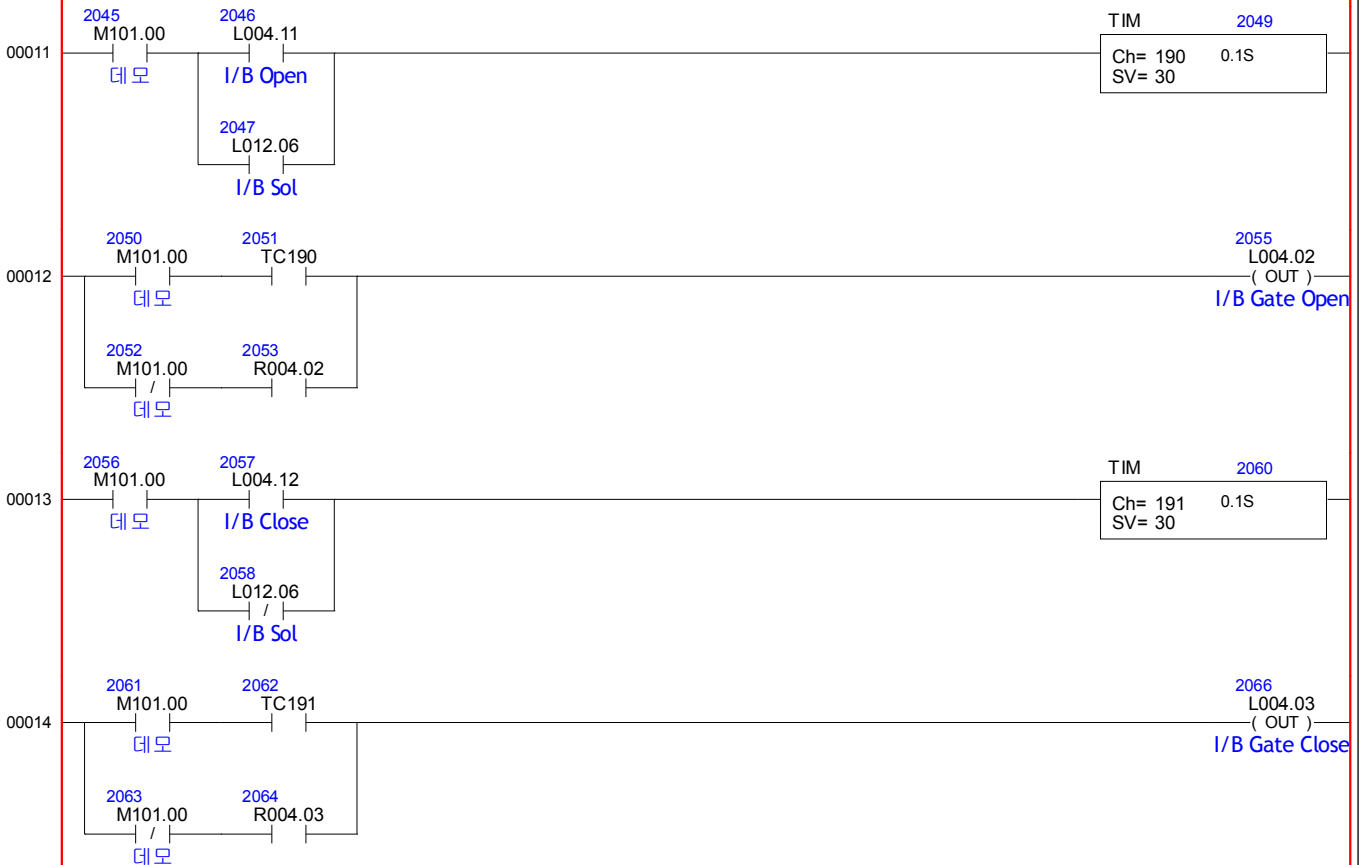 2045 2046
M101.00 L004.11 TIM 2049
00011 Ch= 190 0.1S
데모 I/B Open SV= 30
2047
L012.06
I/B Sol
2050 2051 2055
M101.00 TC190 L004.02
00012 ( OUT )
데모 I/B Gate Open
2052 2053
M101.00 R004.02
/
데모
2056 2057
M101.00 L004.12 TIM 2060
00013 Ch= 191 0.1S
데모 I/B Close SV= 30
2058
L012.06
/
I/B Sol
2061 2062 2066
M101.00 TC191 L004.03
00014 ( OUT )
데모 I/B Gate Close
2063 2064
M101.00 R004.03
/
데모